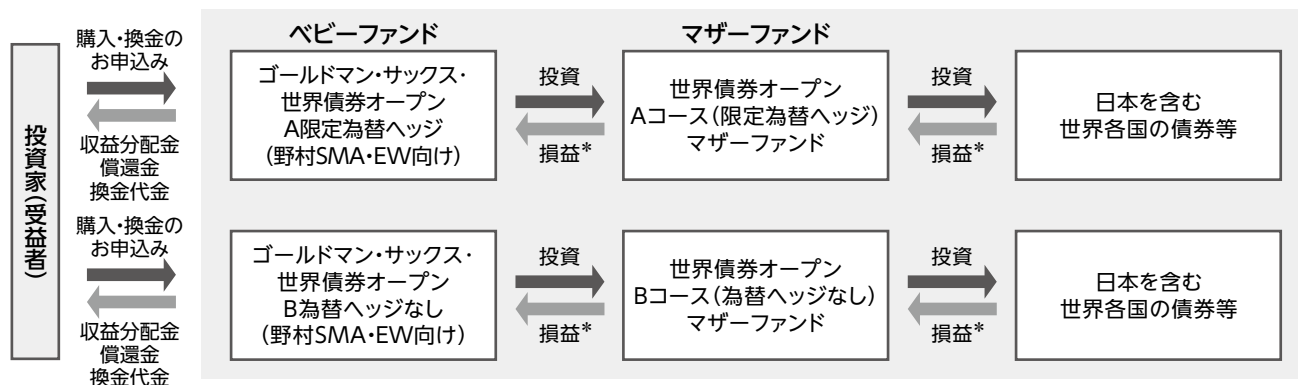 投資家(受益者)
購入・換金の
お申込み
収益分配金
償還金
換金代金
ベビーファンド
ゴールドマン・サックス・
世界債券オープン
A限定為替ヘッジ
(野村SMA・EW向け)
投資
損益*
マザーファンド
世界債券オープン
Aコース(限定為替ヘッジ)
マザーファンド
投資
損益*
日本を含む
世界各国の債券等
購入・換金の
お申込み
収益分配金
償還金
換金代金
ゴールドマン・サックス・
世界債券オープン
B為替ヘッジなし
(野村SMA・EW向け)
投資
損益*
世界債券オープン
Bコース(為替ヘッジなし)
マザーファンド
投資
損益*
日本を含む
世界各国の債券等